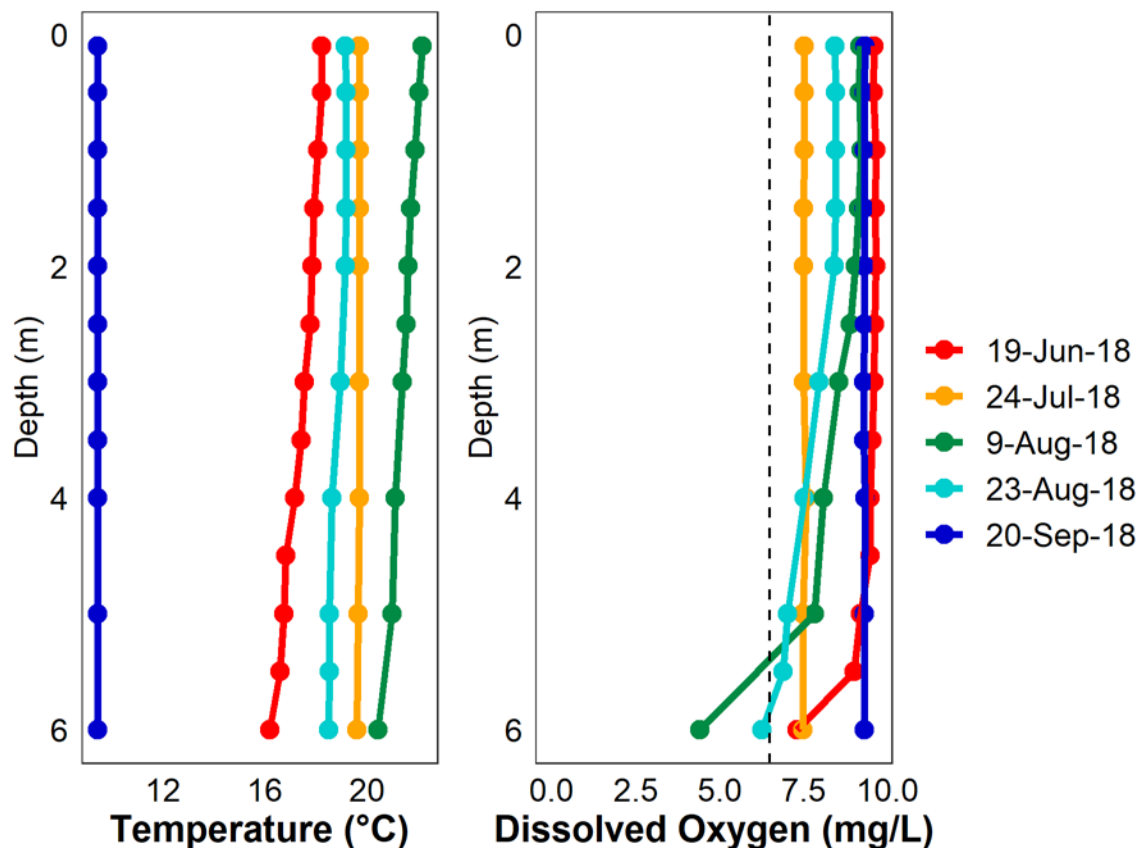 0
2
4
6
Depth (m)
12 16 20
Temperature (°C)
0
2
4
6
Depth (m)
0.0 2.5 5.0 7.5 10.0
Dissolved Oxygen (mg/L)
19-Jun-18
24-Jul-18
9-Aug-18
23-Aug-18
20-Sep-18